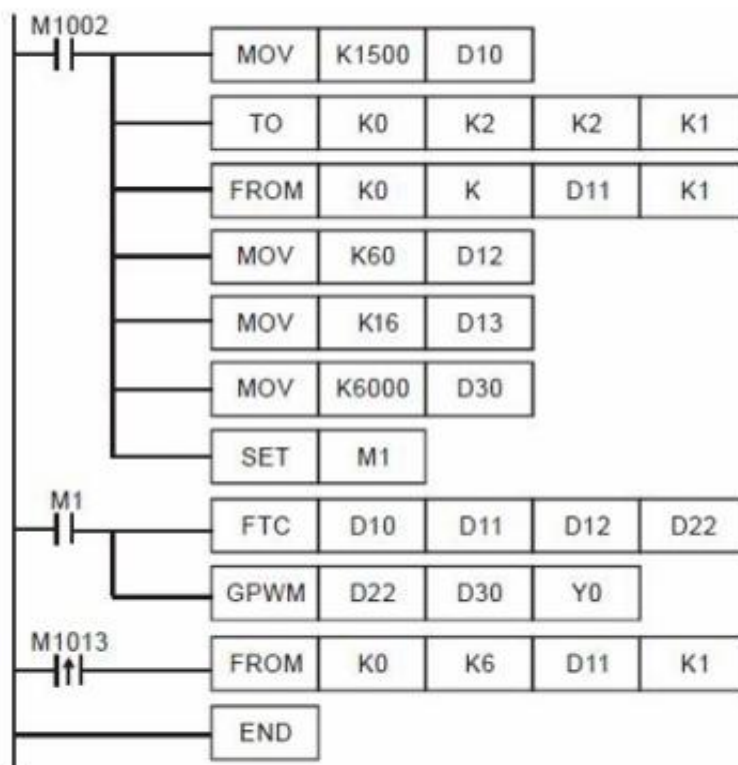 M1002
MOV K1500 D10
TO K0 K2 K2 K1
FROM K0 K D11 K1
MOV K60 D12
MOV K16 D13
MOV K6000 D30
SET M1
M1
FTC D10 D11 D12 D22
GPWM D22 D30 Y0
M1013
FROM K0 K6 D11 K1
END